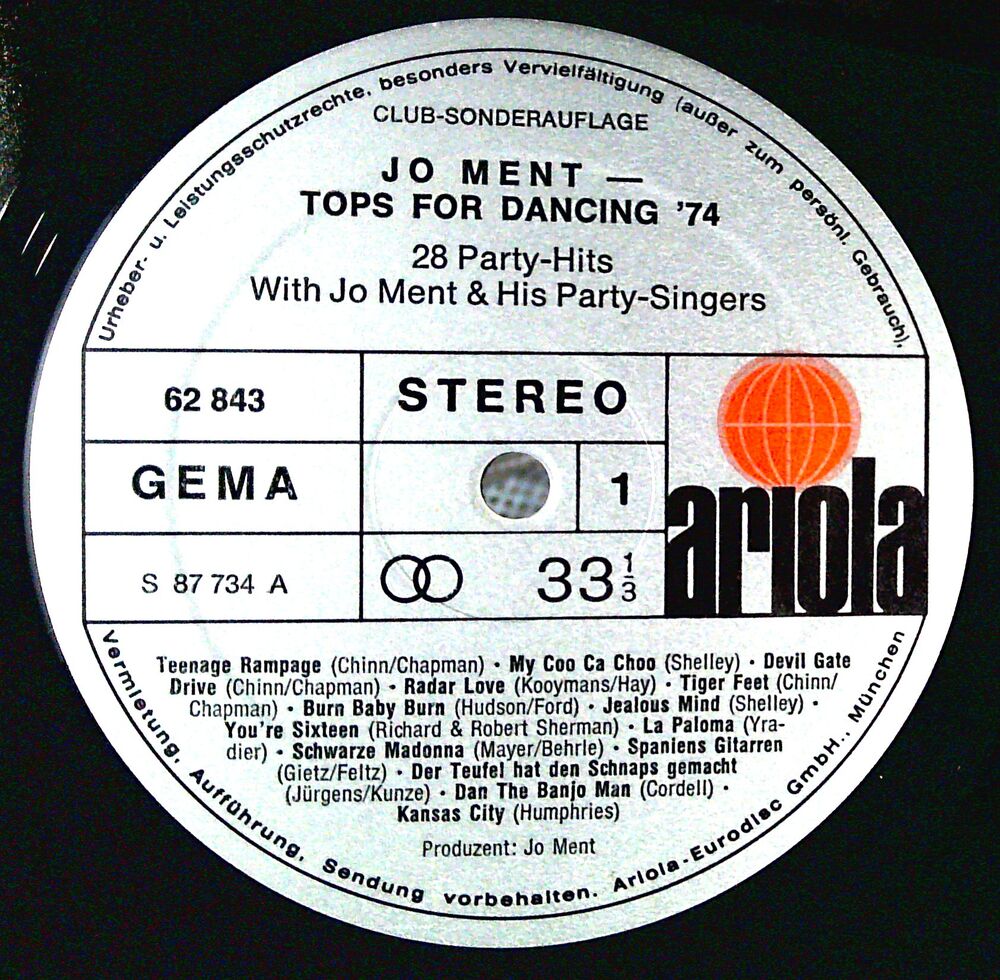 Urheber- u. Leistungsschutzrechte, besonders Vervielfältigung (außer zum persönl. Gebrauch),
CLUB-SONDERAUFLAGE
JO MENT —
TOPS FOR DANCING '74
28 Party-Hits
With Jo Ment & His Party-Singers
62 843
STEREO
GEMA
1
ariola
S 87 734 A
33 1/3
Teenage Rampage (Chinn/Chapman) · My Coo Ca Choo (Shelley) · Devil Gate
Drive (Chinn/Chapman) · Radar Love (Kooymans/Hay) · Tiger Feet (Chinn/
Chapman) · Burn Baby Burn (Hudson/Ford) · Jealous Mind (Shelley) ·
You're Sixteen (Richard & Robert Sherman) · La Paloma (Yra-
dier) · Schwarze Madonna (Mayer/Behrle) · Spaniens Gitarren
(Gietz/Feltz) · Der Teufel hat den Schnaps gemacht
(Jürgens/Kunze) · Dan The Banjo Man (Cordell) ·
Kansas City (Humphries)
Produzent: Jo Ment
Vermietung, Aufführung, Sendung vorbehalten. Ariola-Eurodisc GmbH., München